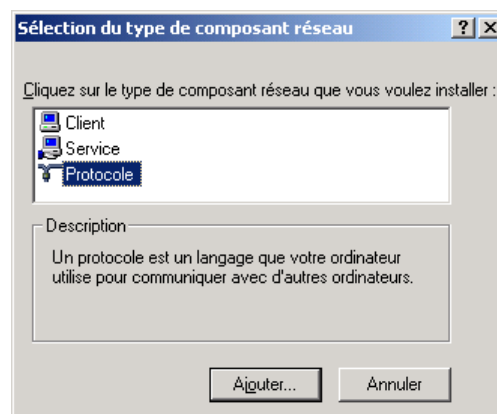 Sélection du type de composant réseau
Cliquez sur le type de composant réseau que vous voulez installer :
Client
Service
Protocole
Description
Un protocole est un langage que votre ordinateur
utilise pour communiquer avec d'autres ordinateurs.
Ajouter...
Annuler